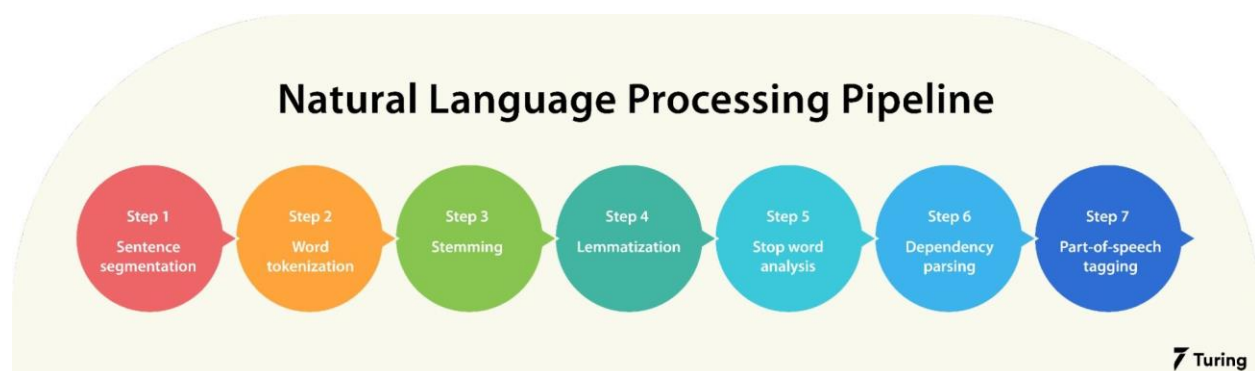 Natural Language Processing Pipeline
Step 1
Sentence
segmentation
Step 2
Word
tokenization
Step 3
Stemming
Step 4
Lemmatization
Step 5
Stop word
analysis
Step 6
Dependency
parsing
Step 7
Part-of-speech
tagging
Turing